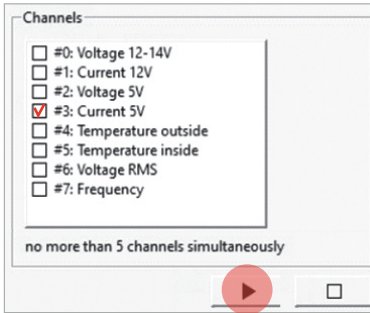 Channels
#0: Voltage 12-14V
#1: Current 12V
#2: Voltage 5V
#3: Current 5V
#4: Temperature outside
#5: Temperature inside
#6: Voltage RMS
#7: Frequency
no more than 5 channels simultaneously